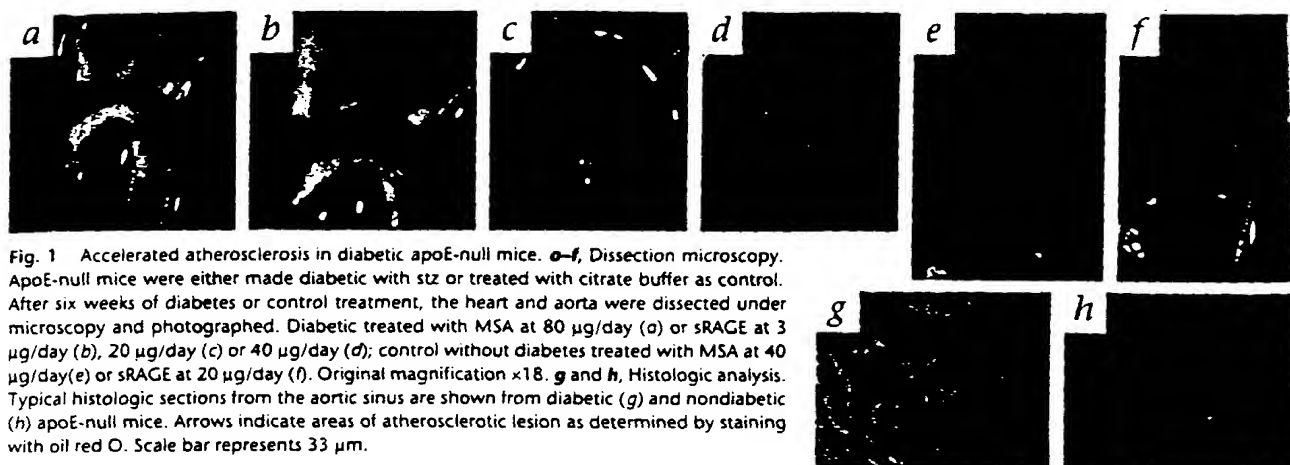 a b c d e f
Fig. 1 Accelerated atherosclerosis in diabetic apoE-null mice. a–f, Dissection microscopy.
ApoE-null mice were either made diabetic with stz or treated with citrate buffer as control.
After six weeks of diabetes or control treatment, the heart and aorta were dissected under
microscopy and photographed. Diabetic treated with MSA at 80 μg/day (a) or sRAGE at 3
μg/day (b), 20 μg/day (c) or 40 μg/day (d); control without diabetes treated with MSA at 40
μg/day(e) or sRAGE at 20 μg/day (f). Original magnification x18. g and h, Histologic analysis.
Typical histologic sections from the aortic sinus are shown from diabetic (g) and nondiabetic
(h) apoE-null mice. Arrows indicate areas of atherosclerotic lesion as determined by staining
with oil red O. Scale bar represents 33 μm.
g h